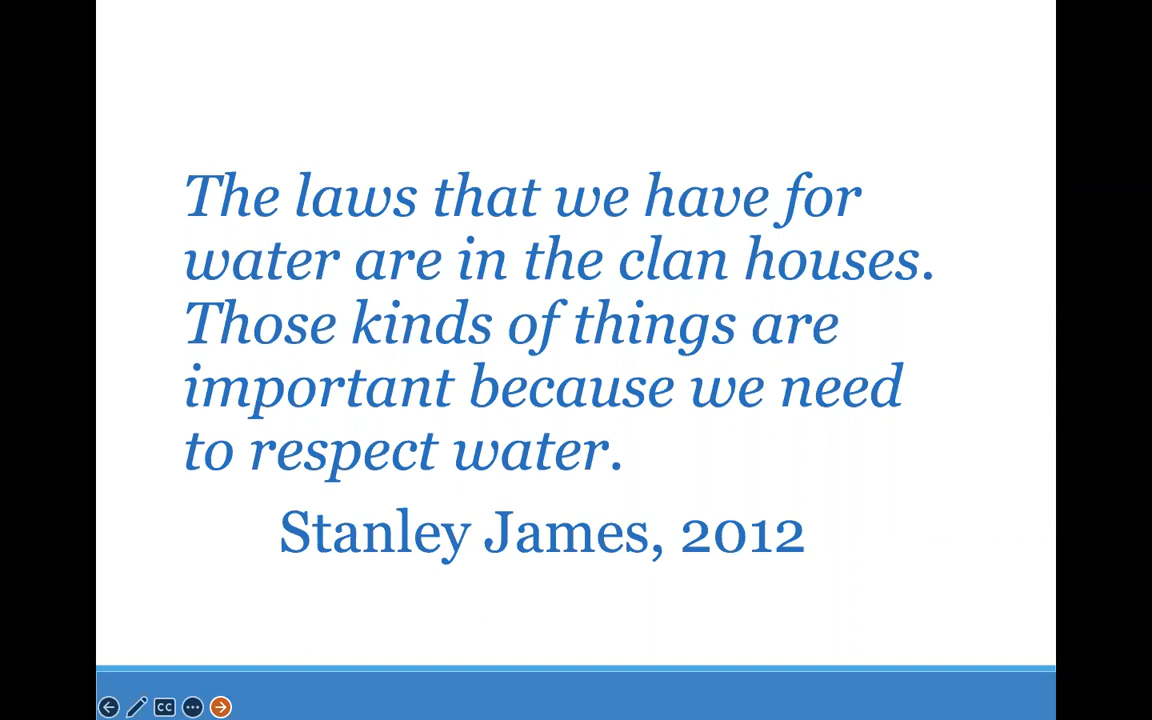 The laws that we have for
water are in the clan houses.
Those kinds of things are
important because we need
to respect water.
Stanley James, 2012
CC